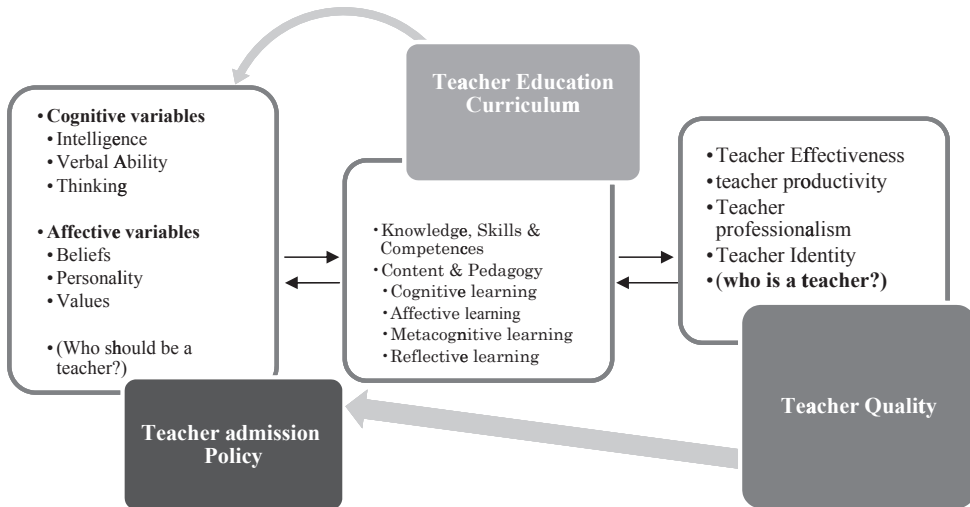 • Cognitive variables
• Intelligence
• Verbal Ability
• Thinking
• Affective variables
• Beliefs
• Personality
• Values
• (Who should be a
teacher?)
Teacher admission
Policy
Teacher Education
Curriculum
• Knowledge, Skills &
Competences
• Content & Pedagogy
• Cognitive learning
• Affective learning
• Metacognitive learning
• Reflective learning
• Teacher Effectiveness
• teacher productivity
• Teacher
professionalism
• Teacher Identity
• (who is a teacher?)
Teacher Quality